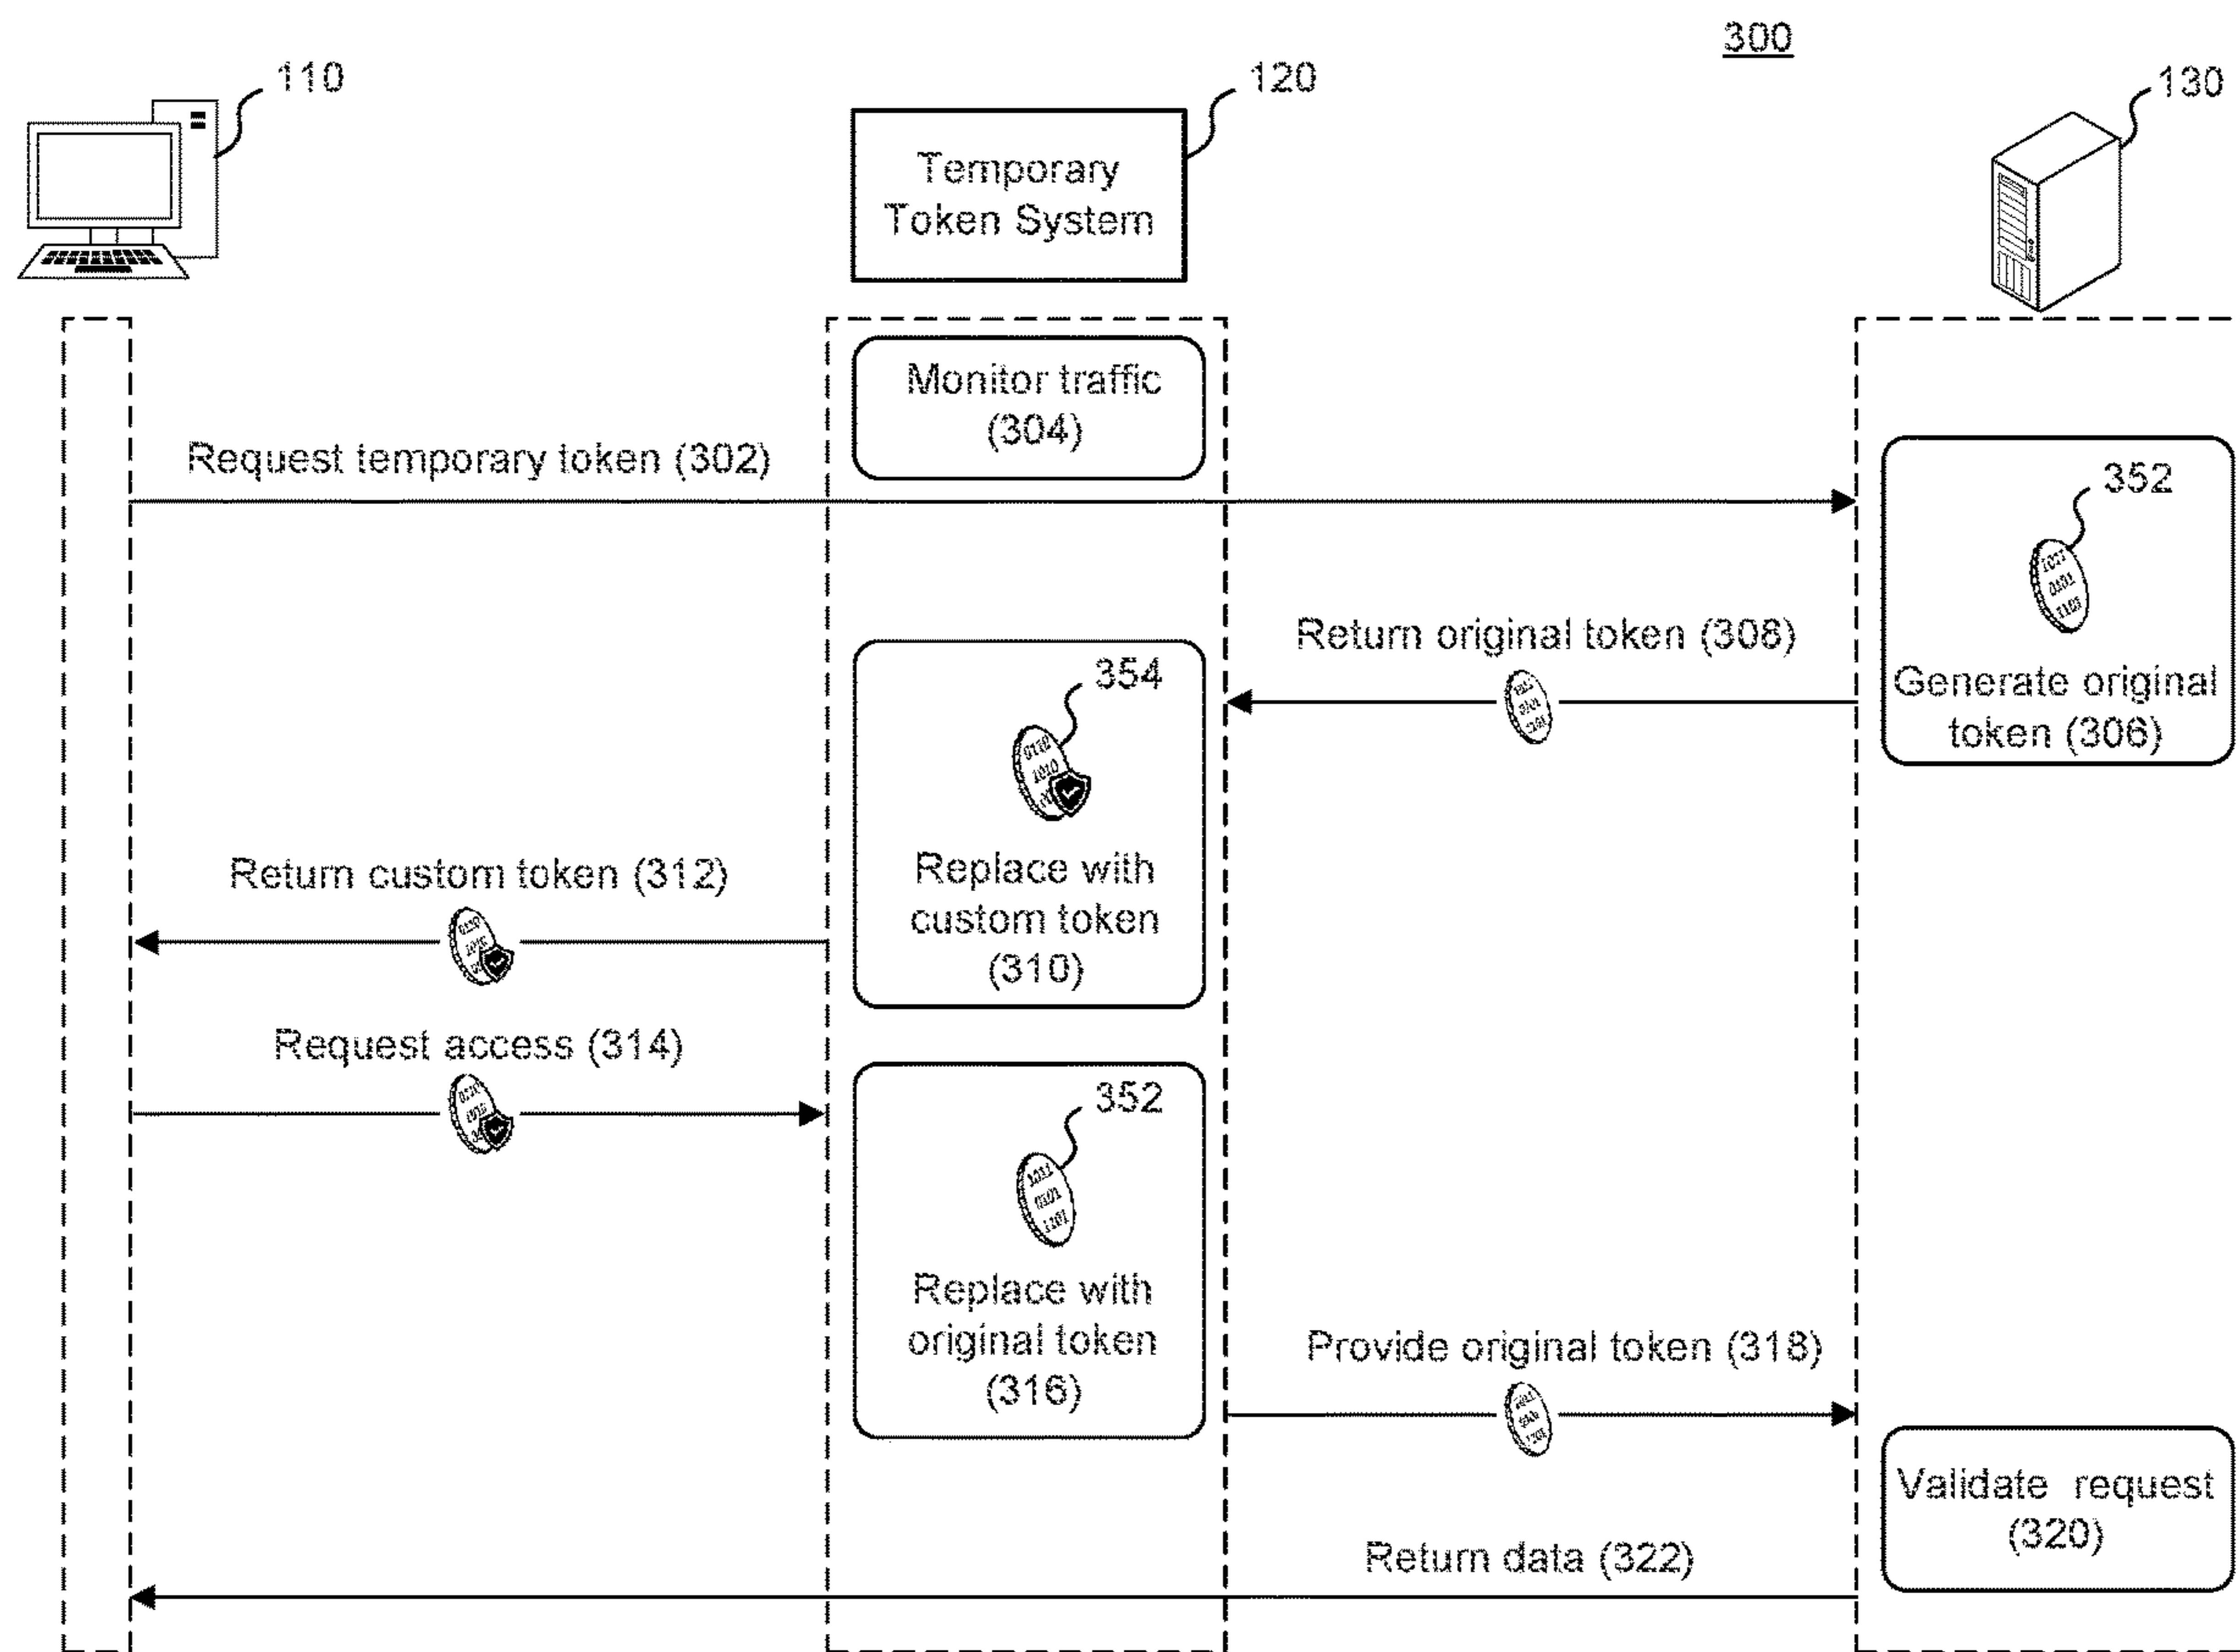 300
110
120
130
Temporary
Token System
Monitor traffic
(304)
Request temporary token (302)
352
Return original token (308)
354
Generate original
token (306)
Return custom token (312)
Replace with
custom token
(310)
Request access (314)
352
Replace with
original token
(316)
Provide original token (318)
Validate request
(320)
Return data (322)